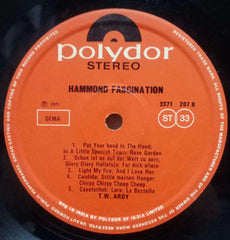 polydor
STEREO
HAMMOND FASCINATION
2371 207 B
Ⓟ 1971
GEMA
ST 33
1 Put Your hand In The Hand;
In A Little Spanish Town; Rose Garden
2 Schon ist es auf der Welt zu sein;
Glory Glory Halleluja; Für dich allein
3 Light My fire, And I Love Her
4 Candida; Stille meinen Hunger,
Chirpy Chirpy Cheep Cheep
5 Casatschok; Lara; La Bostella
T.W. ARDY
MFD IN INDIA BY POLYDOR OF INDIA LIMITED.